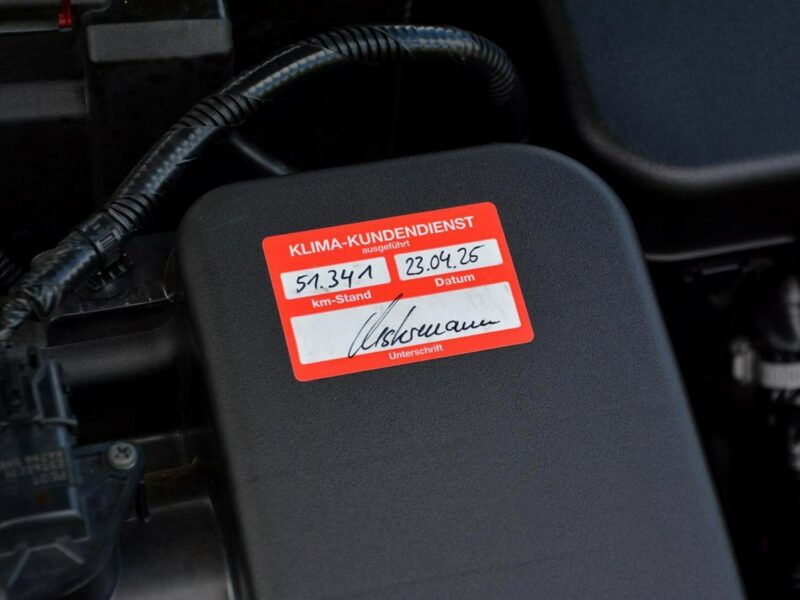 KLIMA-KUNDENDIENST
ausgeführt
51.341 23.04.25
km-Stand Datum
Unterschrift